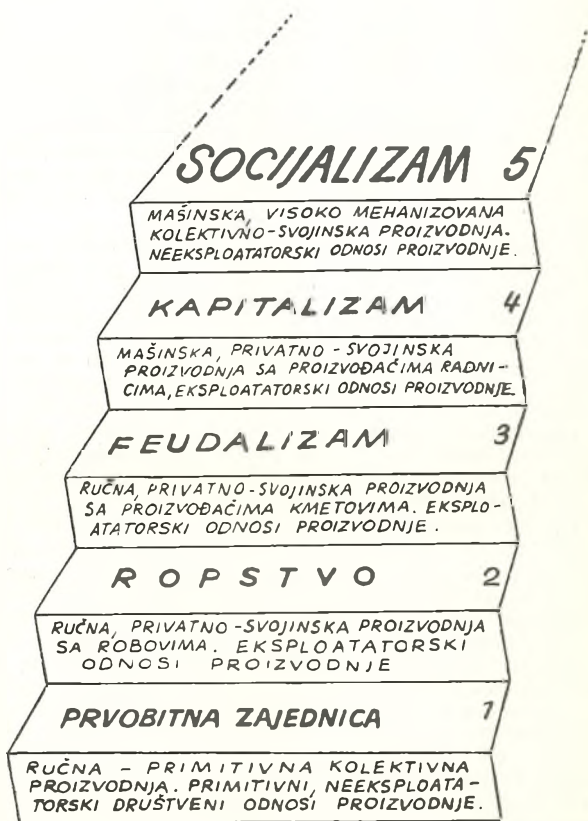 SOCIJALIZAM 5
MAŠINSKA, VISOKO MEHANIZOVANA
KOLEKTIVNO-SVOJINSKA PROIZVODNJA.
NEEKSPLOATATORSKI ODNOSI PROIZVODNJE.
KAPITALIZAM 4
MAŠINSKA, PRIVATNO-SVOJINSKA
PROIZVODNJA SA PROIZVOĐAČIMA RADNI-
CIMA, EKSPLOATATORSKI ODNOSI PROIZVODNJE
FEUDALIZAM 3
RUČNA, PRIVATNO-SVOJINSKA PROIZVODNJA
SA PROIZVOĐAČIMA KMETOVIMA. EKSPLO-
ATATORSKI ODNOSI PROIZVODNJE.
ROPSTVO 2
RUČNA, PRIVATNO-SVOJINSKA PROIZVODNJA
SA ROBOVIMA. EKSPLOATATORSKI
ODNOSI PROIZVODNJE
PRVOBITNA ZAJEDNICA 1
RUČNA - PRIMITIVNA KOLEKTIVNA
PROIZVODNJA. PRIMITIVNI, NEEKSPLOATA-
TORSKI DRUŠTVENI ODNOSI PROIZVODNJE.